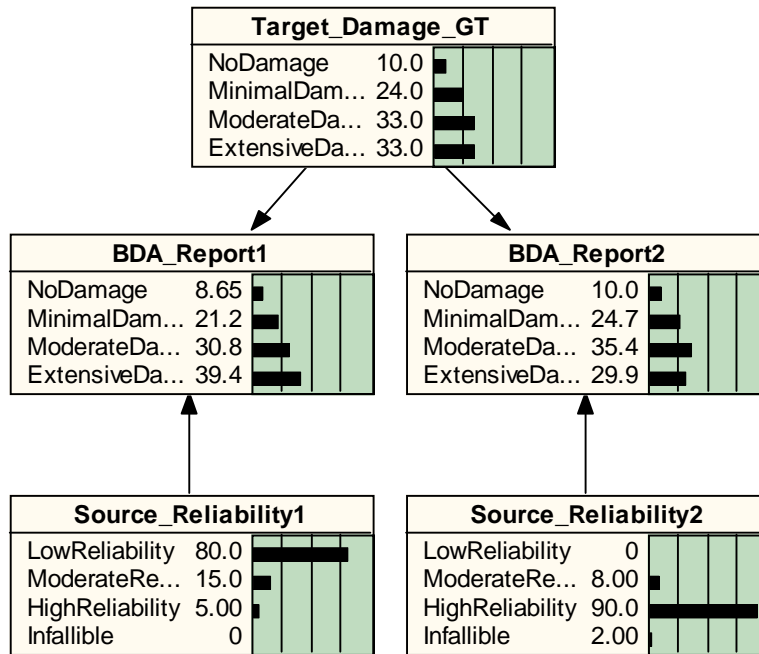 Target_Damage_GT
NoDamage 10.0
MinimalDam... 24.0
ModerateDa... 33.0
ExtensiveDa... 33.0
BDA_Report1
NoDamage 8.65
MinimalDam... 21.2
ModerateDa... 30.8
ExtensiveDa... 39.4
BDA_Report2
NoDamage 10.0
MinimalDam... 24.7
ModerateDa... 35.4
ExtensiveDa... 29.9
Source_Reliability1
LowReliability 80.0
ModerateRe... 15.0
HighReliability 5.00
Infallible 0
Source_Reliability2
LowReliability 0
ModerateRe... 8.00
HighReliability 90.0
Infallible 2.00